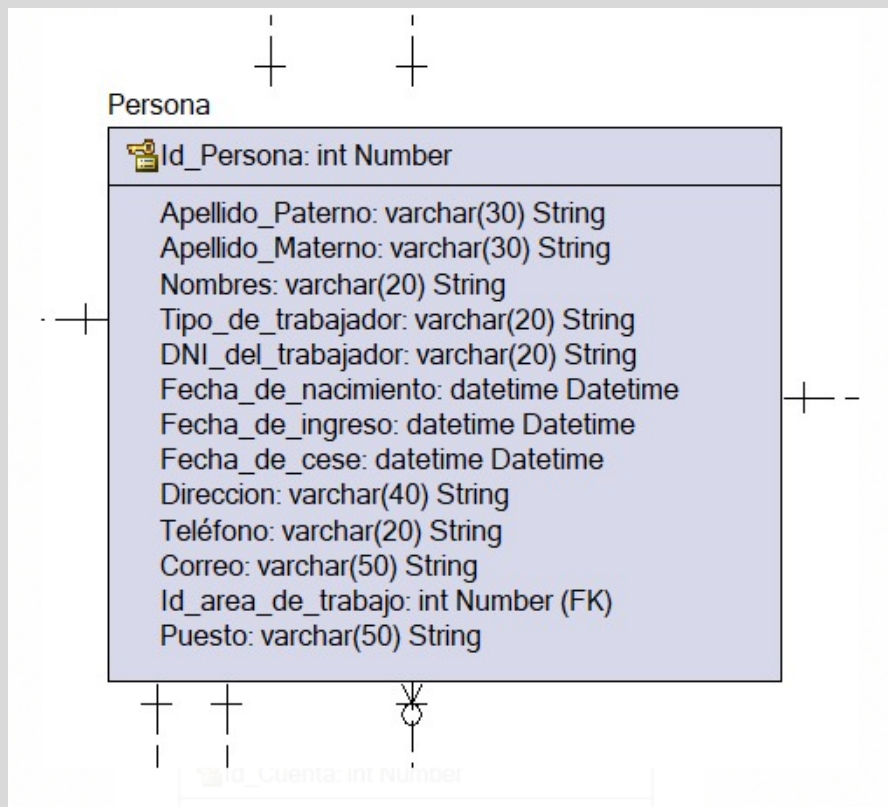 Persona
Id_Persona: int Number
Apellido_Paterno: varchar(30) String
Apellido_Materno: varchar(30) String
Nombres: varchar(20) String
Tipo_de_trabajador: varchar(20) String
DNI_del_trabajador: varchar(20) String
Fecha_de_nacimiento: datetime Datetime
Fecha_de_ingreso: datetime Datetime
Fecha_de_cese: datetime Datetime
Direccion: varchar(40) String
Teléfono: varchar(20) String
Correo: varchar(50) String
Id_area_de_trabajo: int Number (FK)
Puesto: varchar(50) String
Id_Cuenta: int Number